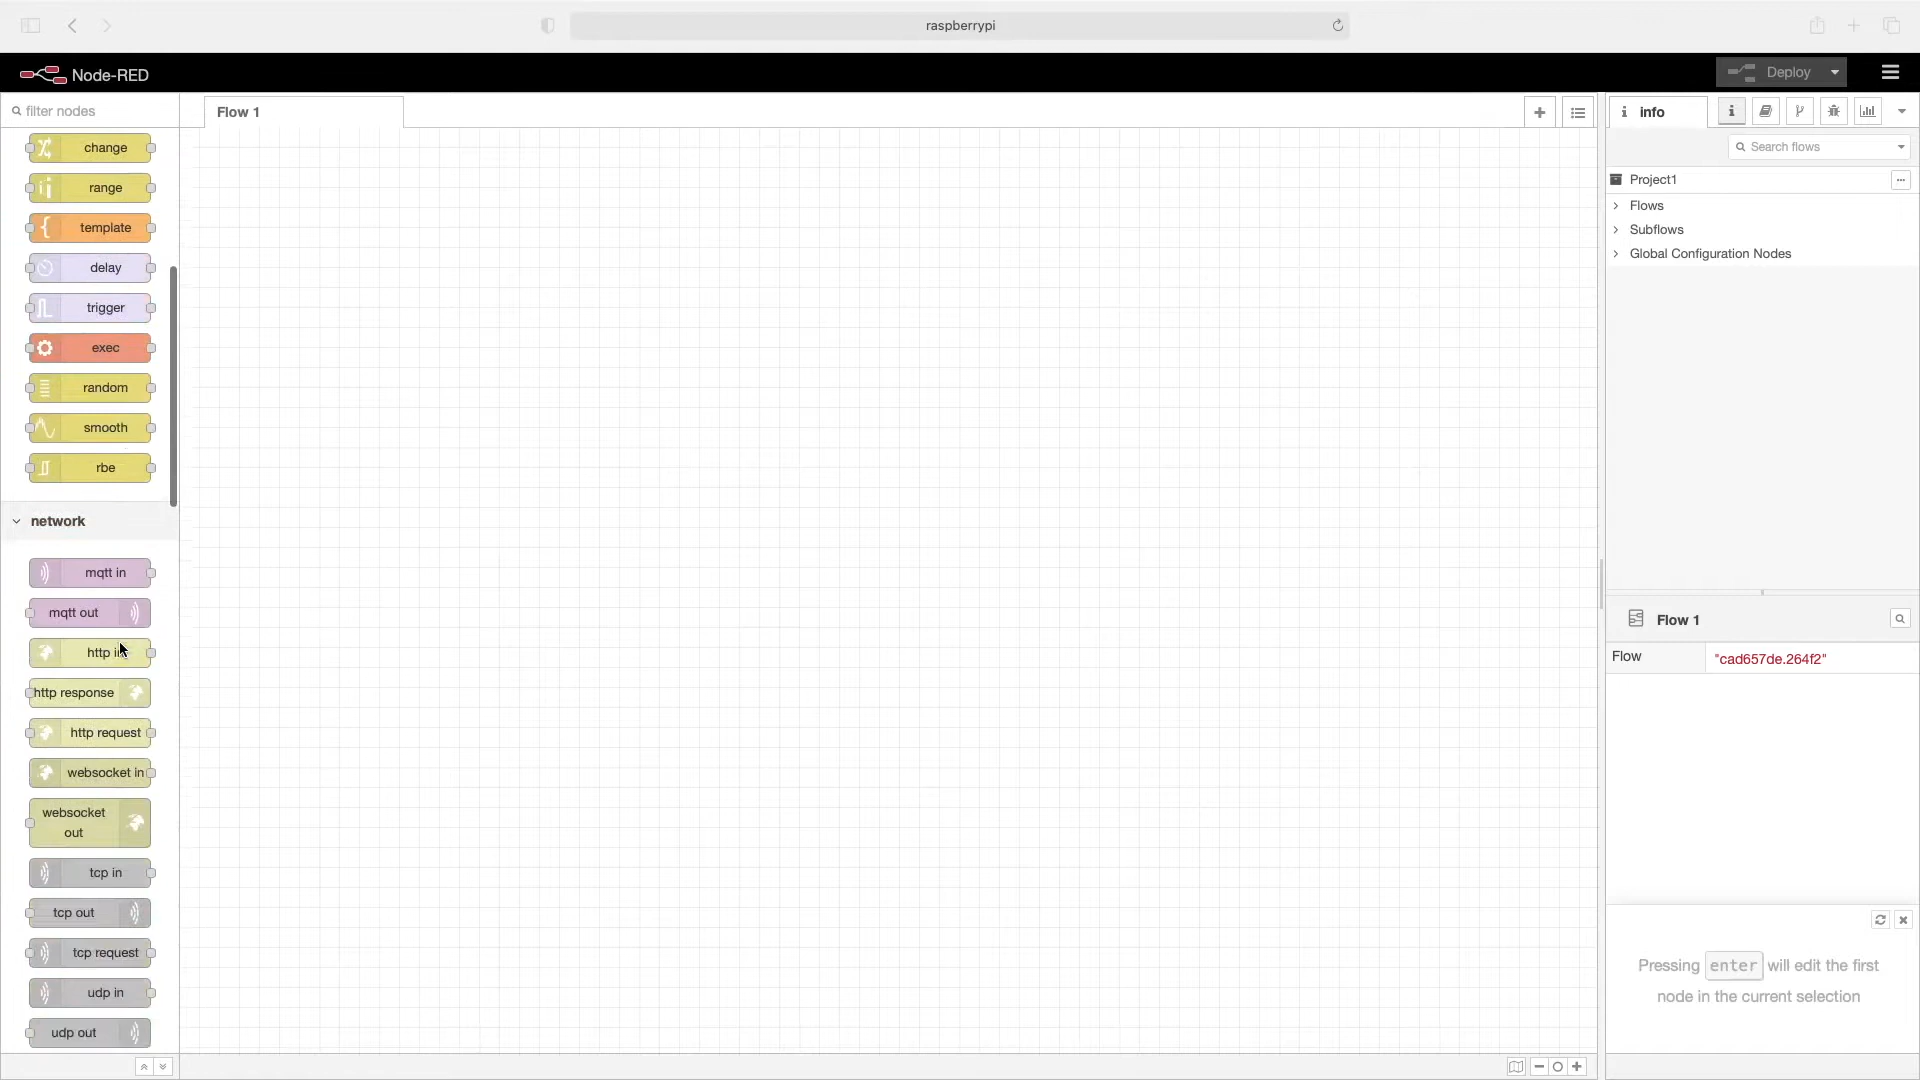 raspberrypi
Node-RED
Deploy
filter nodes
Flow 1
info
Search flows
Project1
Flows
Subflows
Global Configuration Nodes
change
range
template
delay
trigger
exec
random
smooth
rbe
network
mqtt in
mqtt out
http in
http response
http request
websocket in
websocket
out
tcp in
tcp out
tcp request
udp in
udp out
Flow 1
Flow "cad657de.264f2"
Pressing enter will edit the first
node in the current selection